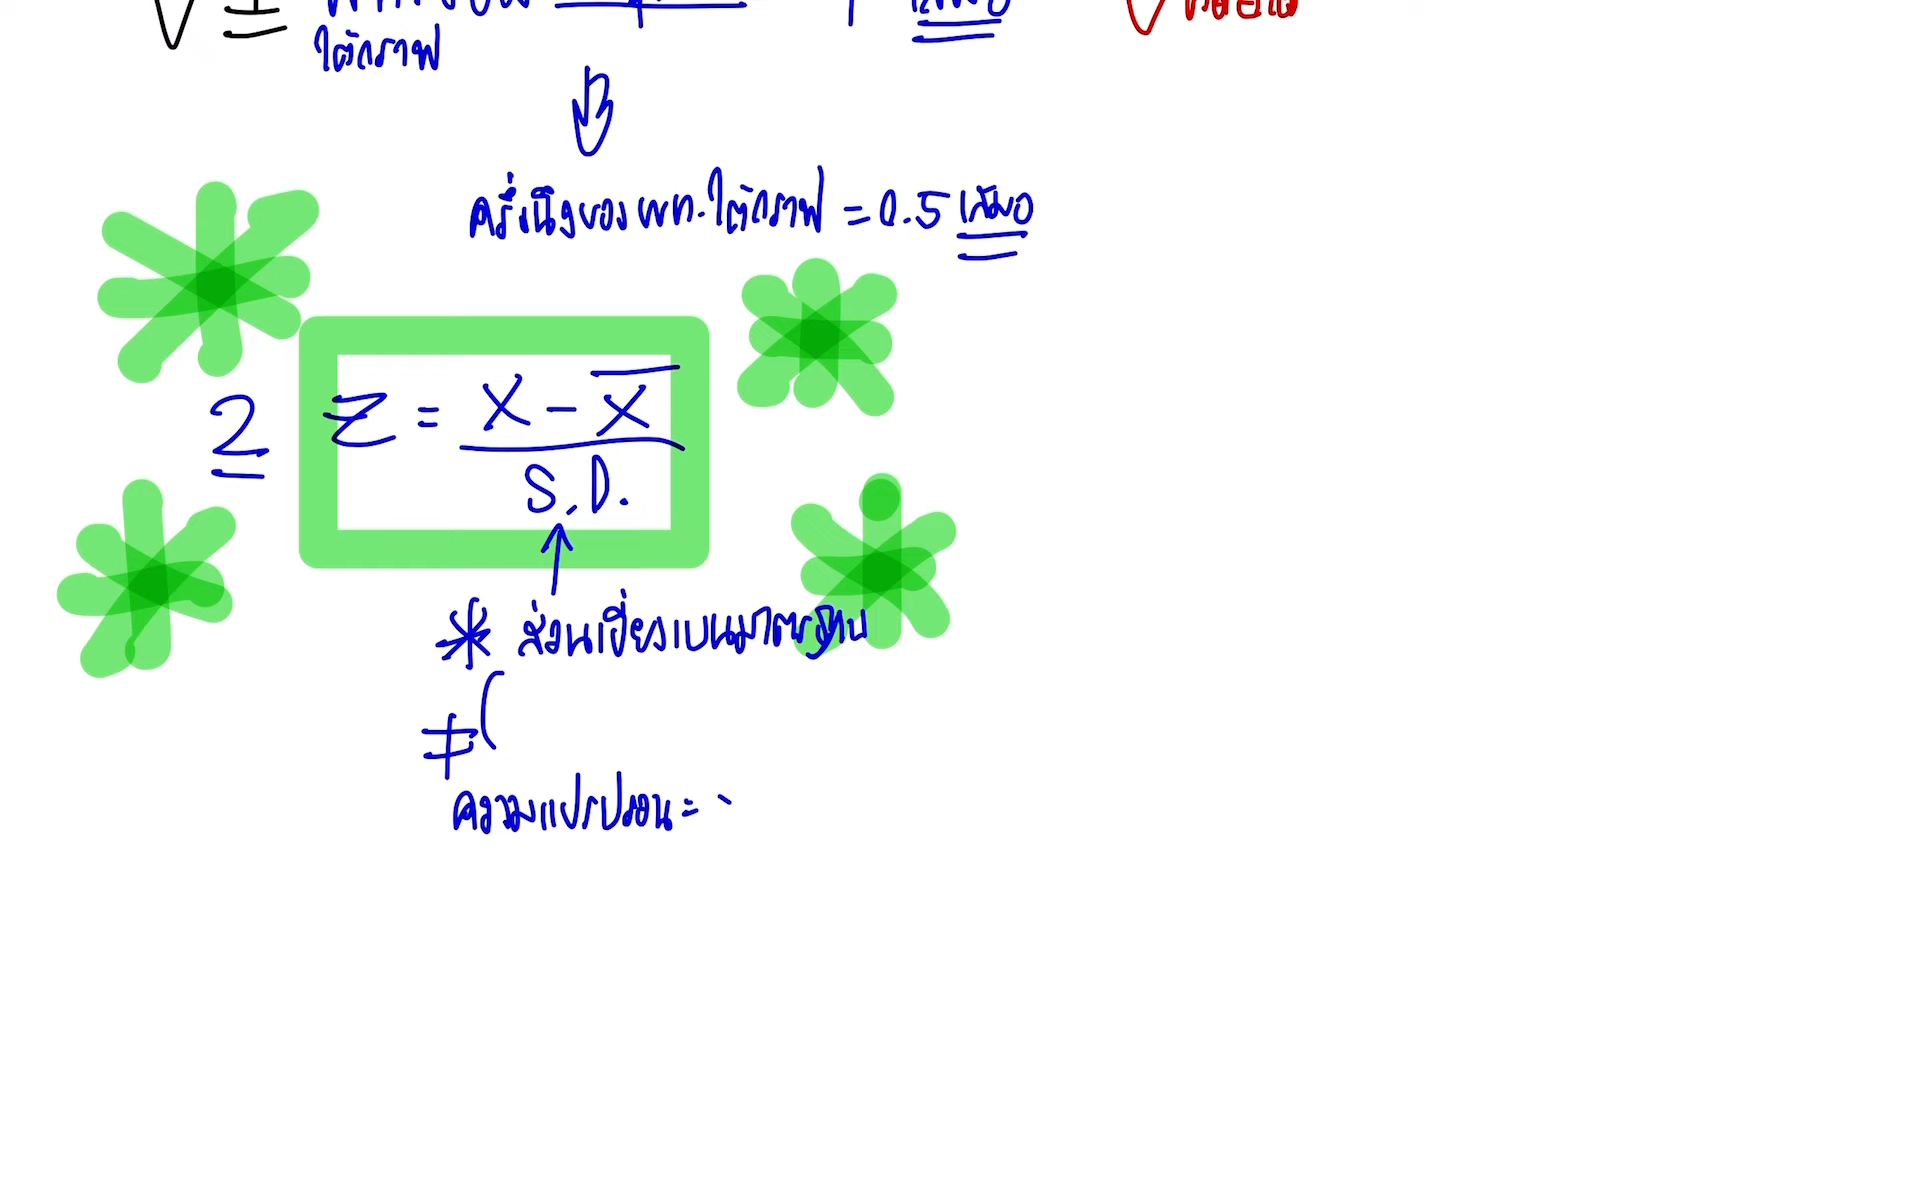 ใต้กราฟ
ครึ่งนึงของพท.ใต้กราฟ = 0.5 เสมอ
2 Z = X - X̄
S.D.
* ส่วนเบี่ยงเบนมาตรฐาน
≠ (
ความแปรปรวน =